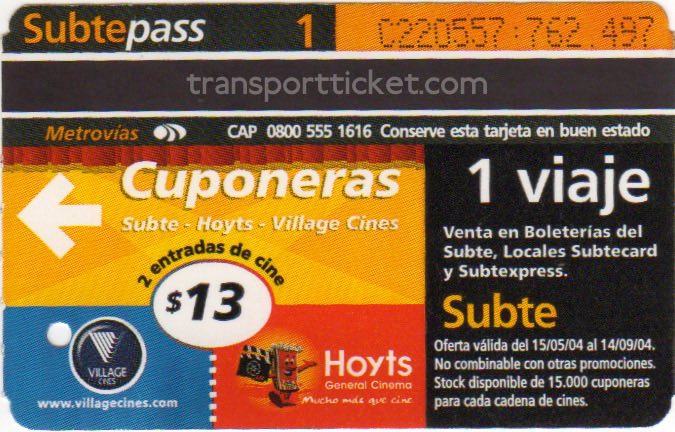 Subtepass 1 C220557:762.497
transportticket.com
Metrovías CAP 0800 555 1616 Conserve esta tarjeta en buen estado
Cuponeras
Subte - Hoyts - Village Cines
2 entradas de cine
$13
1 viaje
Venta en Boleterías del
Subte, Locales Subtecard
y Subtexpress.
Subte
Oferta válida del 15/05/04 al 14/09/04.
No combinable con otras promociones.
Stock disponible de 15.000 cuponeras
para cada cadena de cines.
VILLAGE
CINES
www.villagecines.com
Hoyts
General Cinema
Mucho más que cine